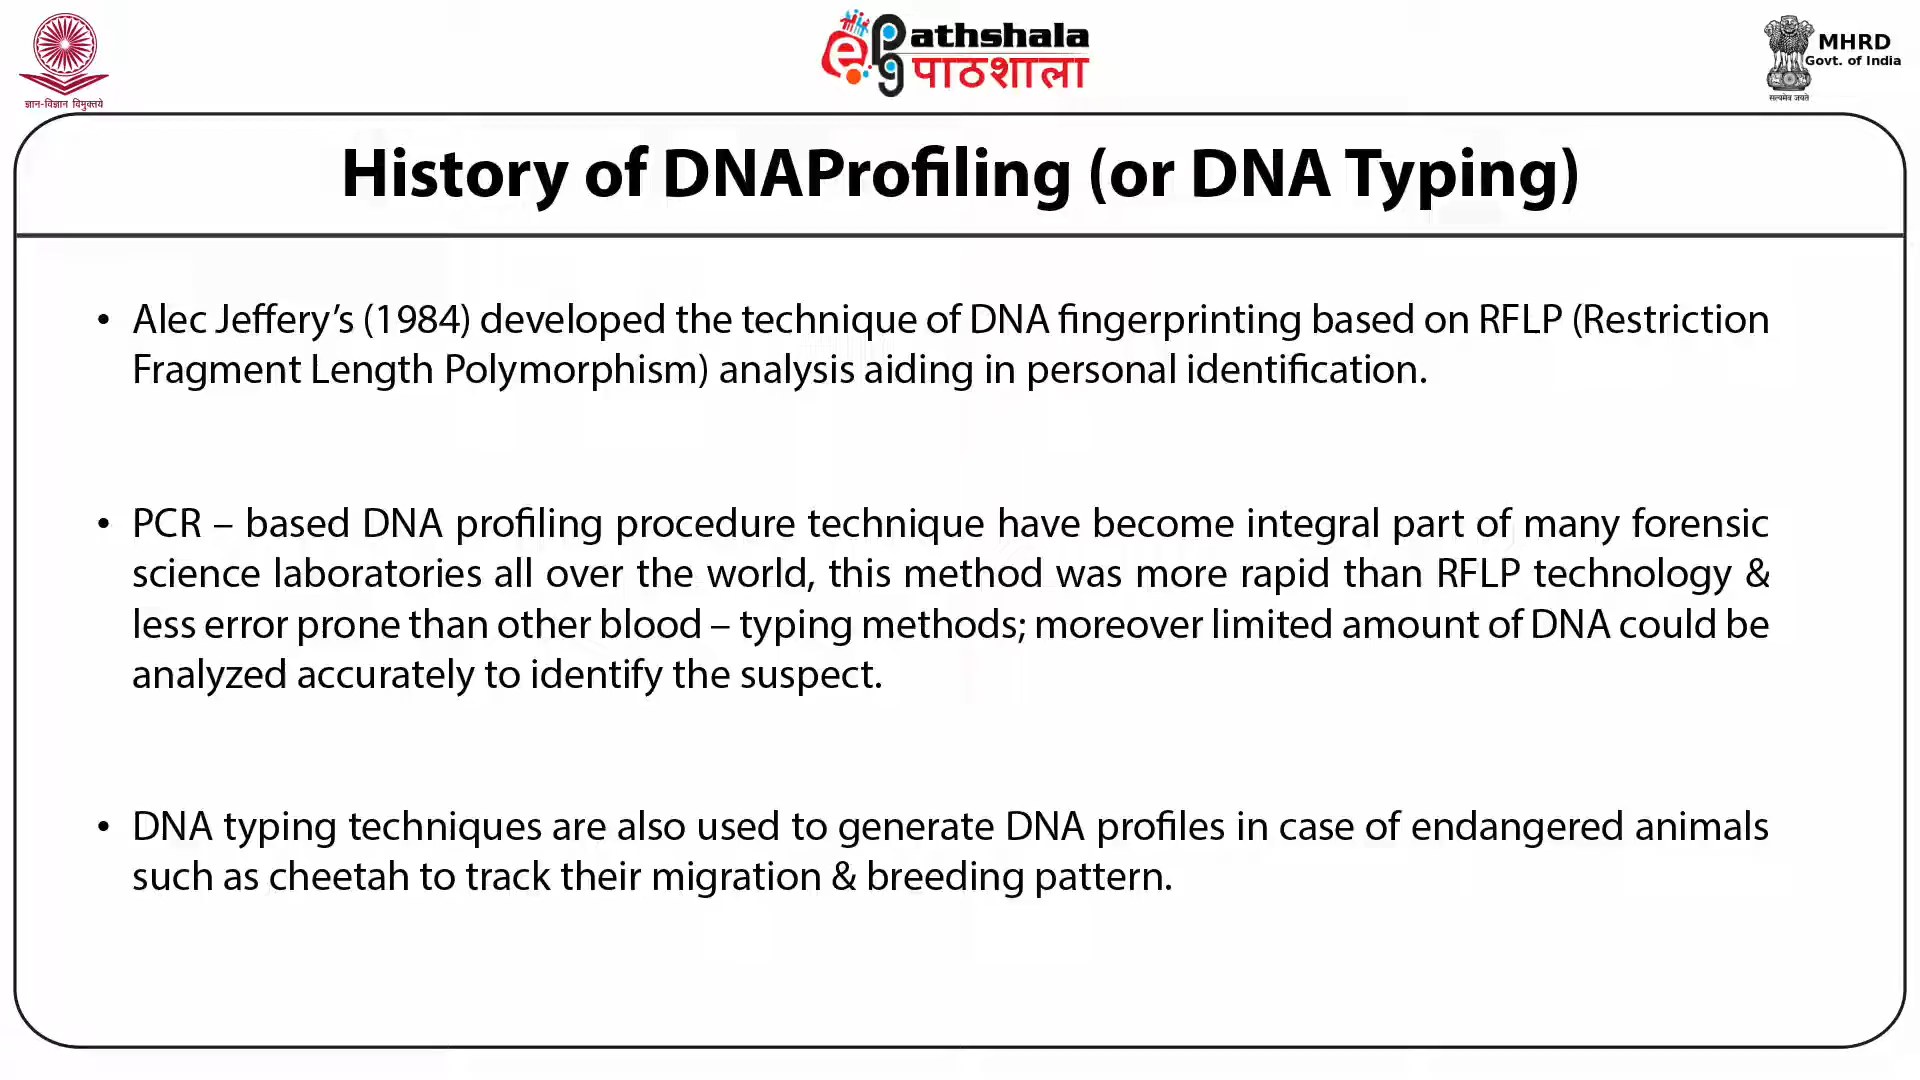 ज्ञान-विज्ञान विमुक्तये
ePathshala
पाठशाला
MHRD
Govt. of India
सत्यमेव जयते
History of DNAProfiling (or DNA Typing)
• Alec Jeffery’s (1984) developed the technique of DNA fingerprinting based on RFLP (Restriction
Fragment Length Polymorphism) analysis aiding in personal identification.
• PCR – based DNA profiling procedure technique have become integral part of many forensic
science laboratories all over the world, this method was more rapid than RFLP technology &
less error prone than other blood – typing methods; moreover limited amount of DNA could be
analyzed accurately to identify the suspect.
• DNA typing techniques are also used to generate DNA profiles in case of endangered animals
such as cheetah to track their migration & breeding pattern.